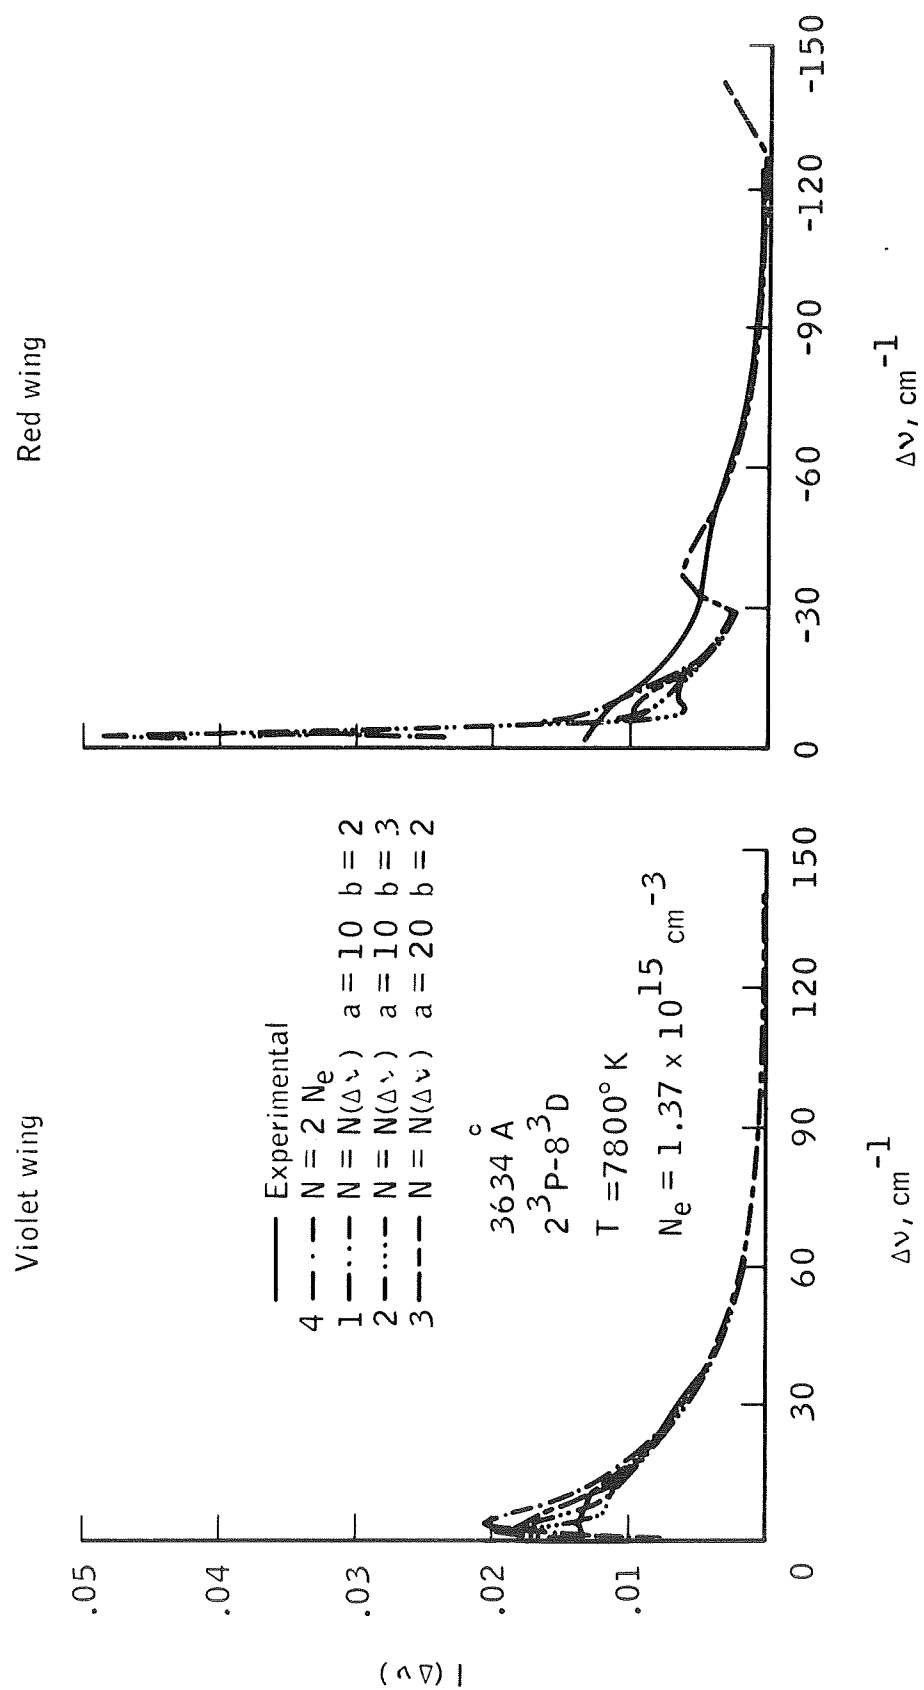 Violet wing
Red wing
Experimental
4 N = 2 Ne
1 N = N(Δν) a = 10 b = 2
2 N = N(Δν) a = 10 b = 3
3 N = N(Δν) a = 20 b = 2
3634 A°
2³P-8³D
T =7800° K
Ne = 1.37 x 10¹⁵ cm⁻³
I (Δν)
.05
.04
.03
.02
.01
0 30 60 90 120 150
0 -30 -60 -90 -120 -150
Δν, cm⁻¹
Δν, cm⁻¹